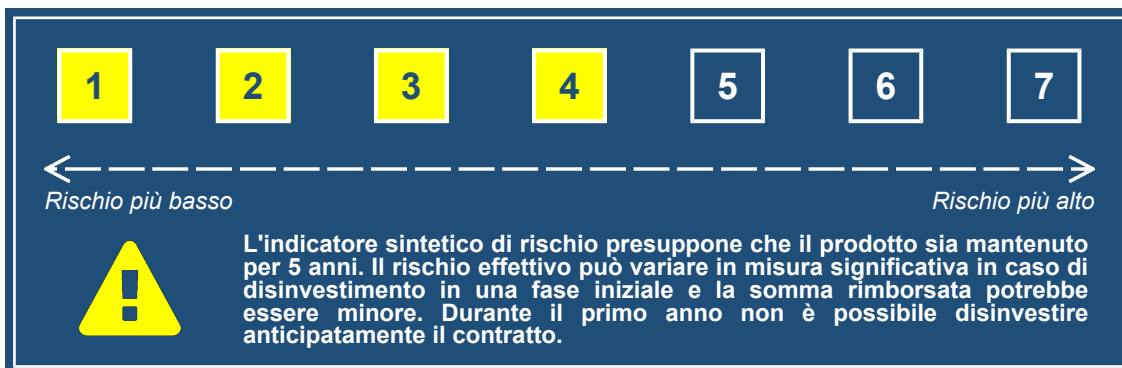 1 2 3 4 5 6 7
Rischio più basso Rischio più alto
L'indicatore sintetico di rischio presuppone che il prodotto sia mantenuto
per 5 anni. Il rischio effettivo può variare in misura significativa in caso di
disinvestimento in una fase iniziale e la somma rimborsata potrebbe
essere minore. Durante il primo anno non è possibile disinvestire
anticipatamente il contratto.